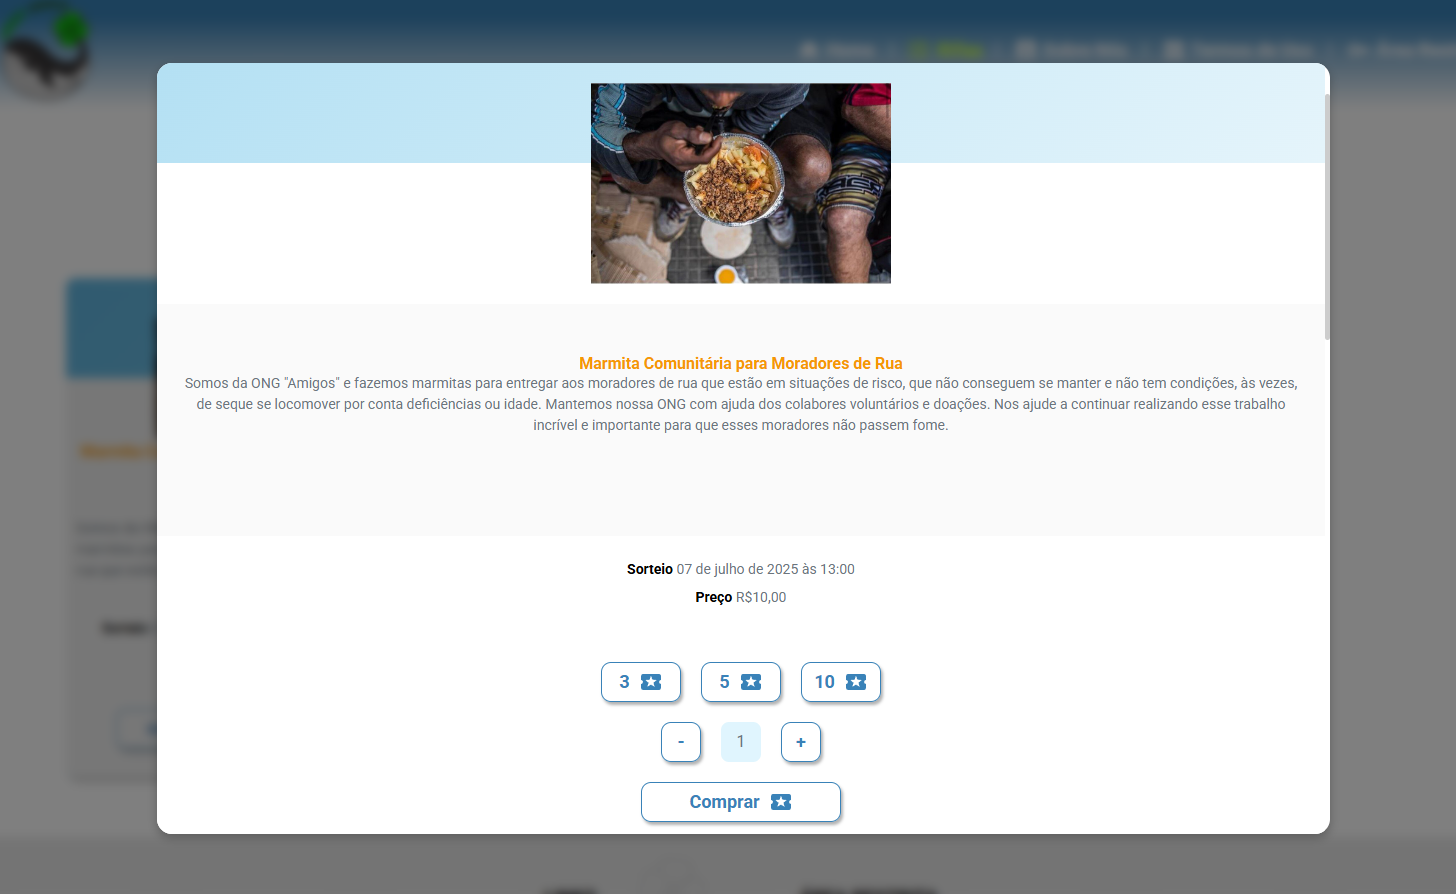 Marmita Comunitária para Moradores de Rua
Somos da ONG "Amigos" e fazemos marmitas para entregar aos moradores de rua que estão em situações de risco, que não conseguem se manter e não tem condições, às vezes,
de seque se locomover por conta deficiências ou idade. Mantemos nossa ONG com ajuda dos colabores voluntários e doações. Nos ajude a continuar realizando esse trabalho
incrível e importante para que esses moradores não passem fome.
Sorteio 07 de julho de 2025 às 13:00
Preço R$10,00
3 5 10
- 1 +
Comprar